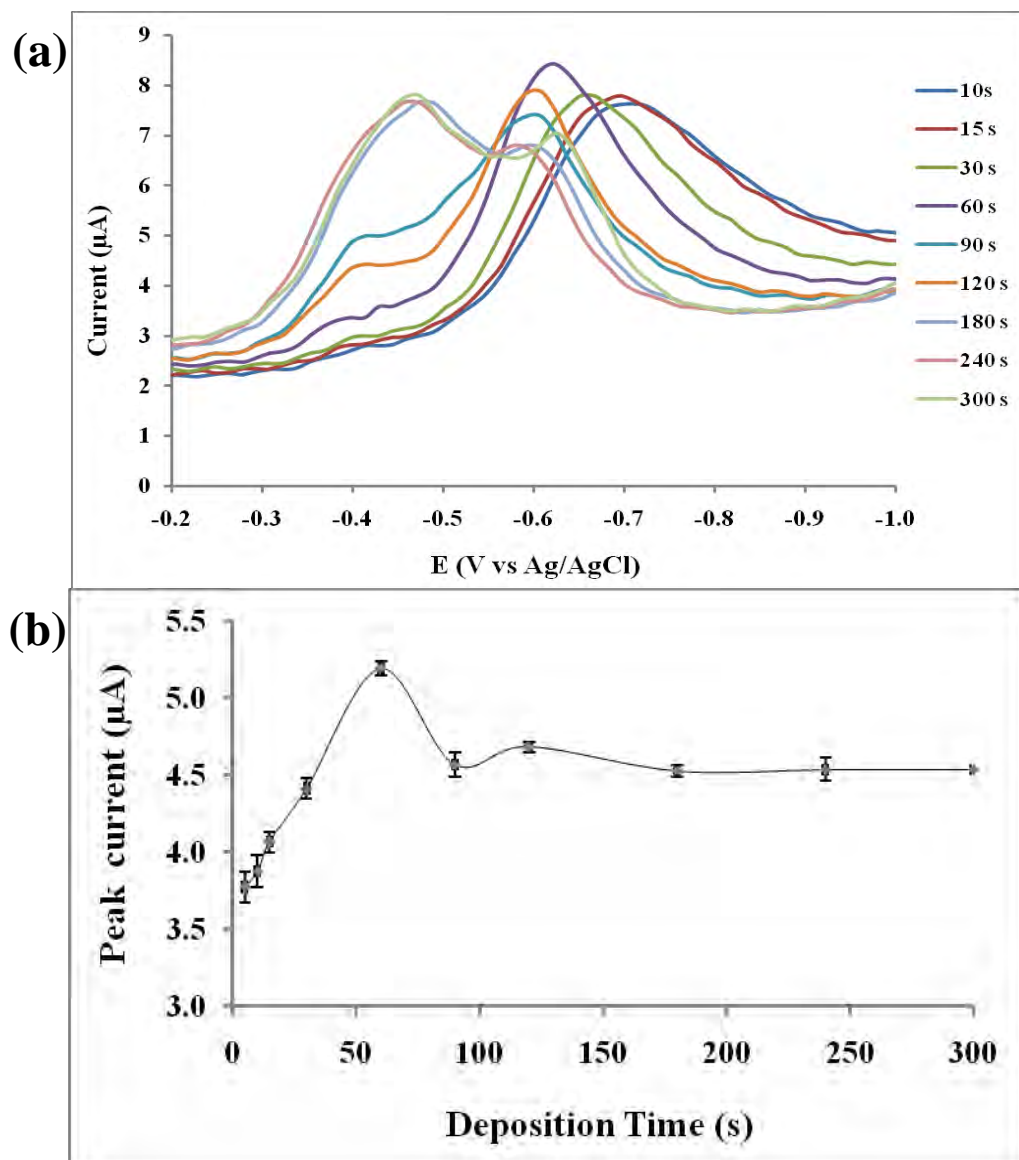 (a)
9
8
7
6
5
4
3
2
1
0
Current (µA)
-0.2 -0.3 -0.4 -0.5 -0.6 -0.7 -0.8 -0.9 -1.0
E (V vs Ag/AgCl)
10s
15 s
30 s
60 s
90 s
120 s
180 s
240 s
300 s
(b)
5.5
5.0
4.5
4.0
3.5
3.0
Peak current (µA)
0 50 100 150 200 250 300
Deposition Time (s)